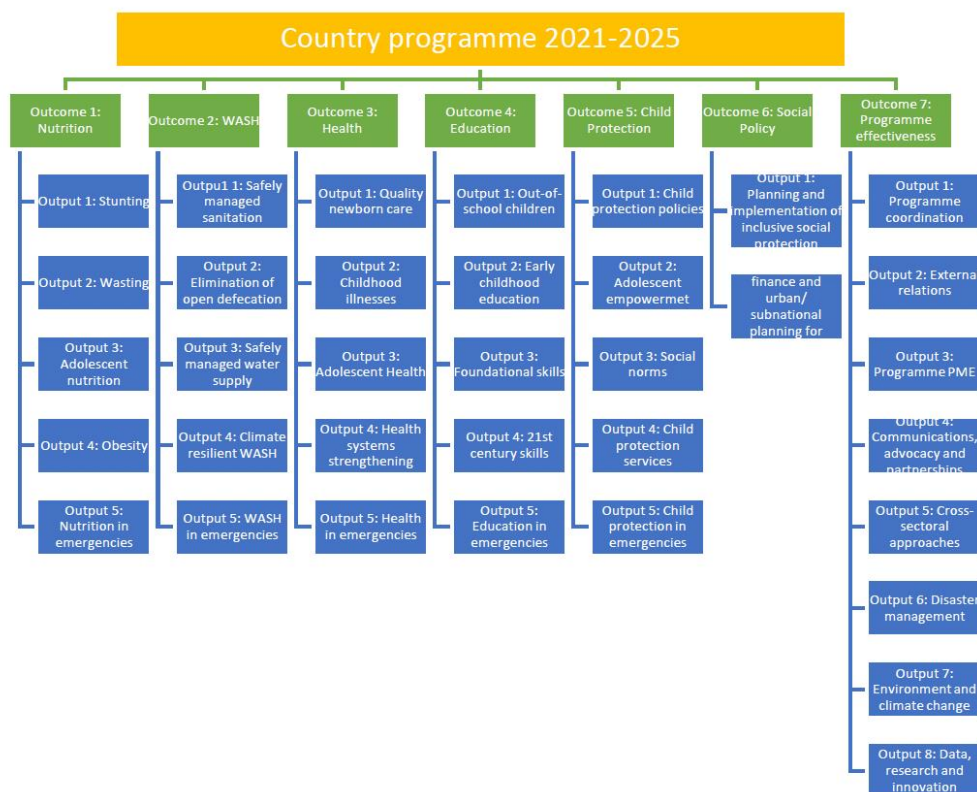 Country programme 2021-2025
Outcome 1:
Nutrition
Output 1: Stunting
Output 2: Wasting
Output 3:
Adolescent
nutrition
Output 4: Obesity
Output 5:
Nutrition in
emergencies
Outcome 2: WASH
Outpu1 1: Safely
managed
sanitation
Output 2:
Elimination of
open defecation
Output 3: Safely
managed water
supply
Output 4: Climate
resilient WASH
Output 5: WASH
in emergencies
Outcome 3:
Health
Output 1: Quality
newborn care
Output 2:
Childhood
illnesses
Output 3:
Adolescent Health
Output 4: Health
systems
strengthening
Output 5: Health
in emergencies
Outcome 4:
Education
Output 1: Out-of-
school children
Output 2: Early
childhood
education
Output 3:
Foundational skills
Output 4: 21st
century skills
Output 5:
Education in
emergencies
Outcome 5: Child
Protection
Output 1: Child
protection policies
Output 2:
Adolescent
empowermet
Output 3: Social
norms
Output 4: Child
protection
services
Output 5: Child
protection in
emergencies
Outcome 6: Social
Policy
Output 1:
Planning and
implementation of
inclusive social
protection
finance and
urban/
subnational
planning for
Outcome 7:
Programme
effectiveness
Output 1:
Programme
coordination
Output 2: External
relations
Output 3:
Programme PME
Output 4:
Communications,
advocacy and
partnerships
Output 5: Cross-
sectoral
approaches
Output 6: Disaster
management
Output 7:
Environment and
climate change
Output 8: Data,
research and
innovation